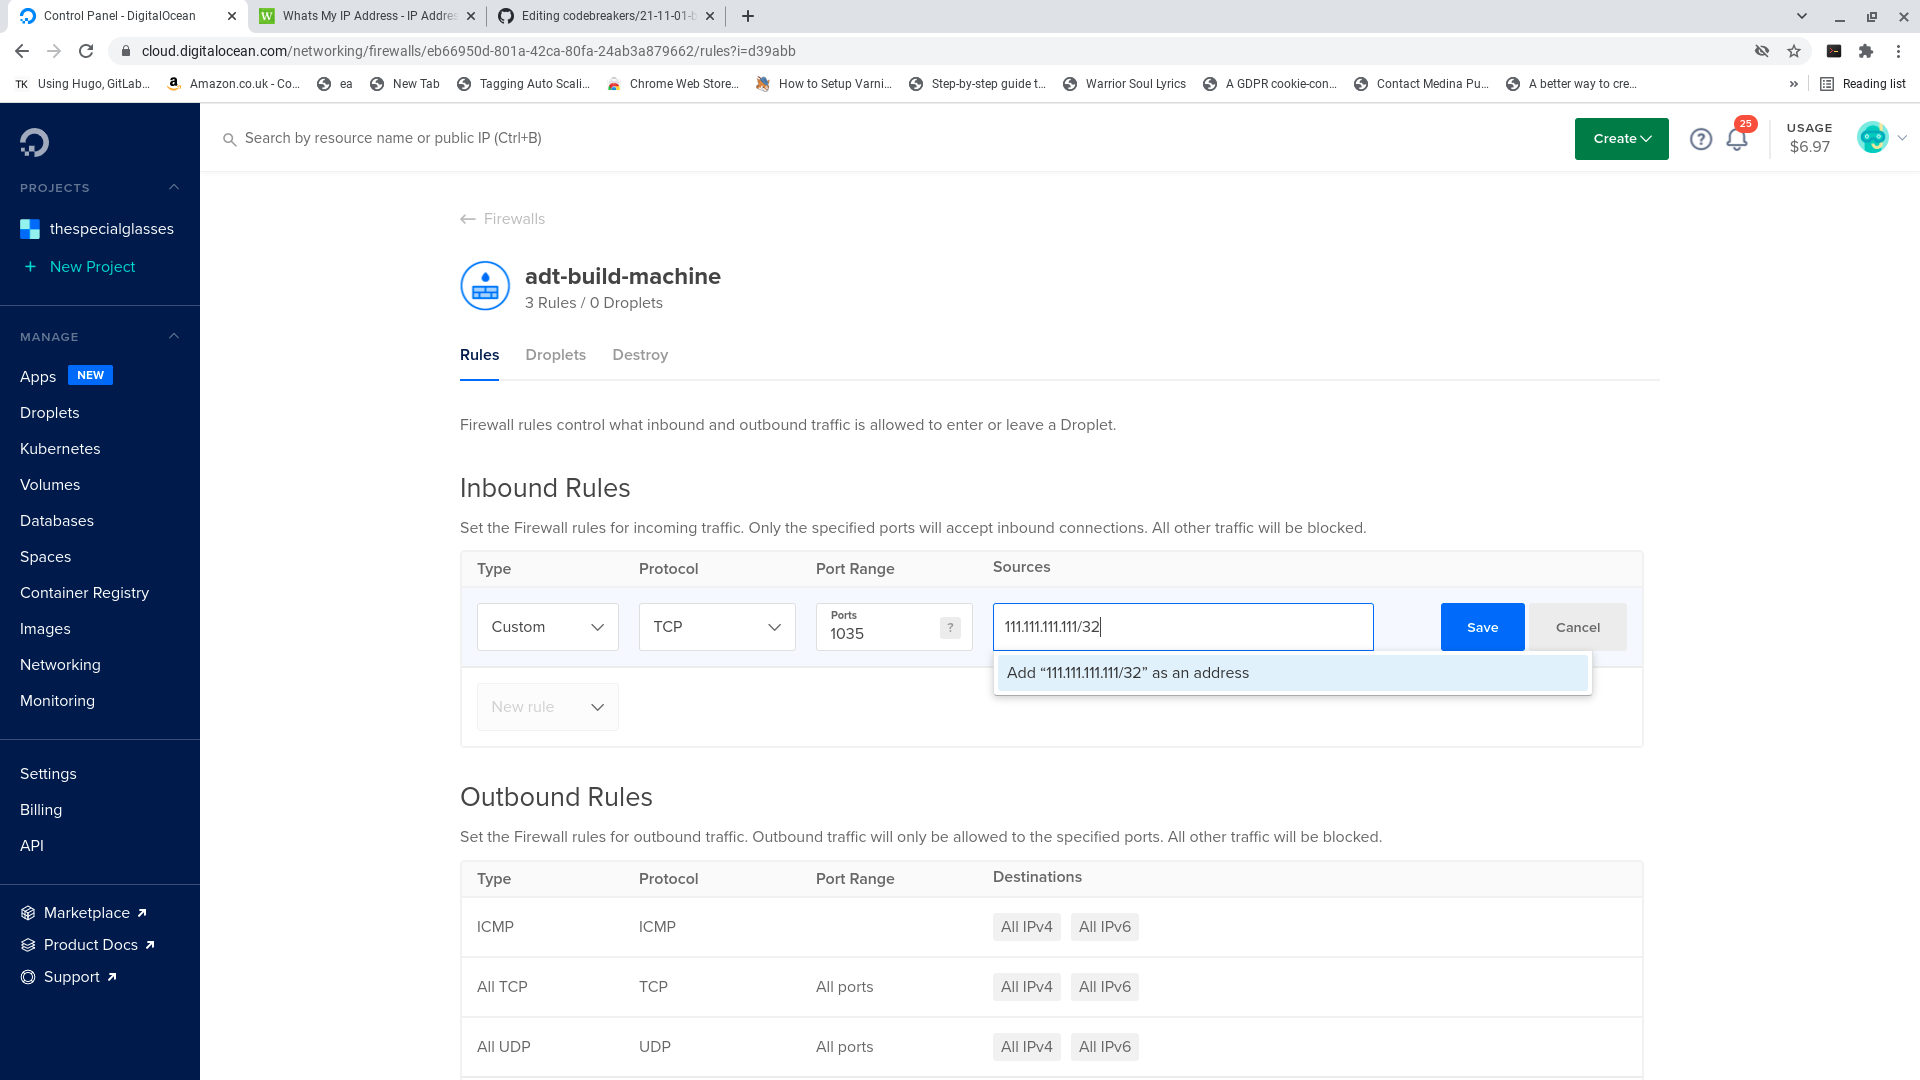 Control Panel - DigitalOcean
Whats My IP Address - IP Addres
Editing codebreakers/21-11-01-b
cloud.digitalocean.com/networking/firewalls/eb66950d-801a-42ca-80fa-24ab3a879662/rules?i=d39abb
TK Using Hugo, GitLab...
a Amazon.co.uk - Co...
ea
New Tab
Tagging Auto Scali...
Chrome Web Store...
How to Setup Varni...
Step-by-step guide t...
Warrior Soul Lyrics
A GDPR cookie-con...
Contact Medina Pu...
A better way to cre...
»
Reading list
Search by resource name or public IP (Ctrl+B)
Create
?
25
USAGE
$6.97
PROJECTS
thespecialglasses
+ New Project
MANAGE
Apps NEW
Droplets
Kubernetes
Volumes
Databases
Spaces
Container Registry
Images
Networking
Monitoring
Settings
Billing
API
Marketplace
Product Docs
Support
← Firewalls
adt-build-machine
3 Rules / 0 Droplets
Rules Droplets Destroy
Firewall rules control what inbound and outbound traffic is allowed to enter or leave a Droplet.
Inbound Rules
Set the Firewall rules for incoming traffic. Only the specified ports will accept inbound connections. All other traffic will be blocked.
Type Protocol Port Range Sources
Custom TCP Ports 1035 ? 111.111.111.111/32 Save Cancel
Add “111.111.111.111/32” as an address
New rule
Outbound Rules
Set the Firewall rules for outbound traffic. Outbound traffic will only be allowed to the specified ports. All other traffic will be blocked.
Type Protocol Port Range Destinations
ICMP ICMP All IPv4 All IPv6
All TCP TCP All ports All IPv4 All IPv6
All UDP UDP All ports All IPv4 All IPv6